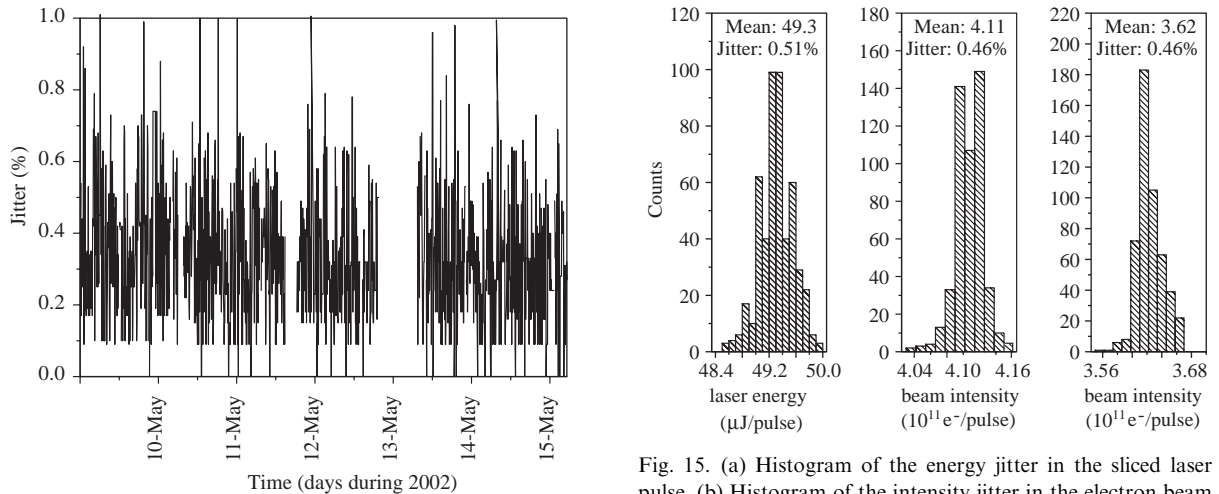 1.0
0.8
0.6
0.4
0.2
0.0
Jitter (%)
10-May
11-May
12-May
13-May
14-May
15-May
Time (days during 2002)
120
100
80
60
40
20
0
Counts
Mean: 49.3
Jitter: 0.51%
48.4 49.2 50.0
laser energy
(μJ/pulse)
180
160
140
120
100
80
60
40
20
0
Mean: 4.11
Jitter: 0.46%
4.04 4.10 4.16
beam intensity
(10¹¹ e⁻/pulse)
220
200
180
160
140
120
100
80
60
40
20
0
Mean: 3.62
Jitter: 0.46%
3.56 3.68
beam intensity
(10¹¹ e⁻/pulse)
Fig. 15. (a) Histogram of the energy jitter in the sliced laser
pulse. (b) Histogram of the intensity jitter in the electron beam